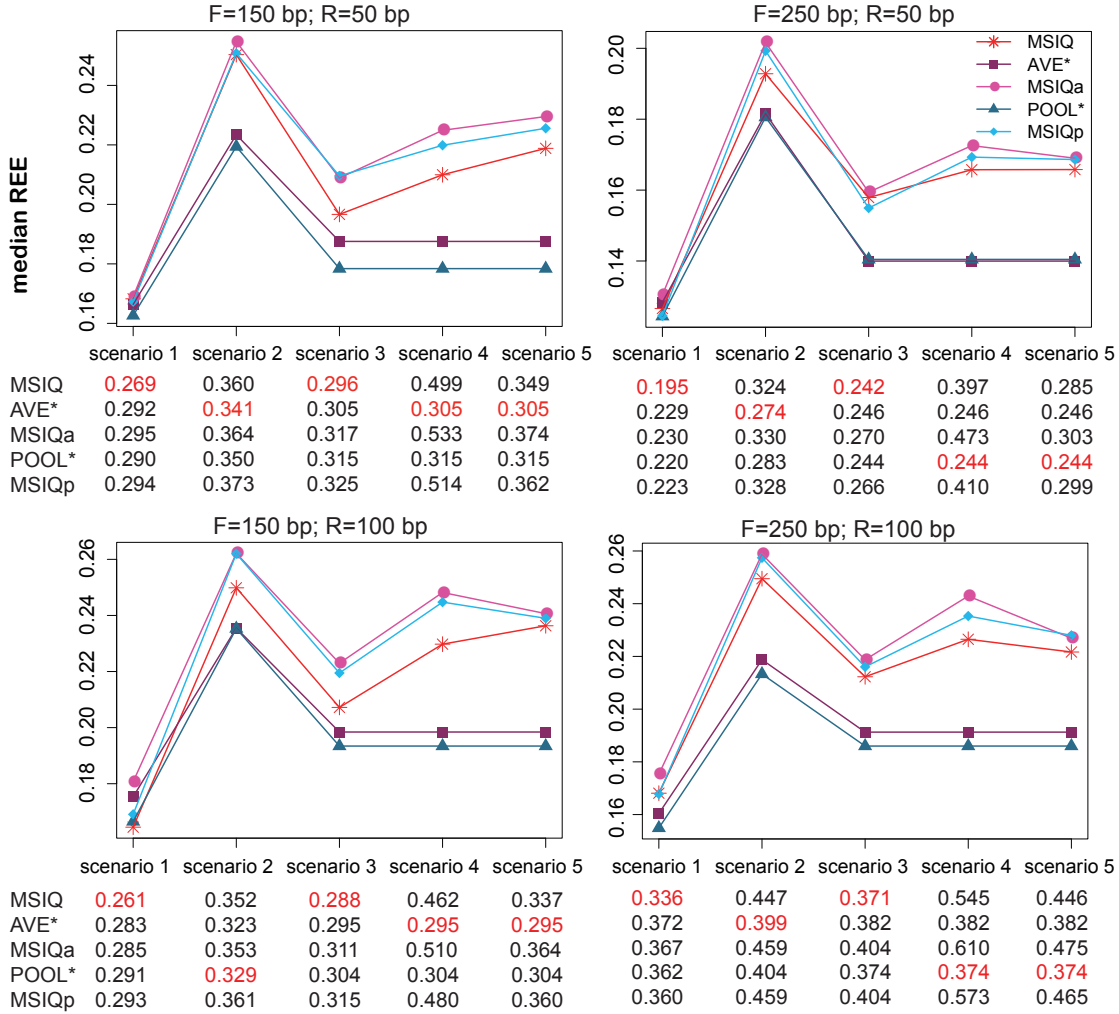 F=150 bp; R=50 bp
F=250 bp; R=50 bp
median REE
0.24
0.22
0.20
0.18
0.16
0.20
0.18
0.16
0.14
MSIQ
AVE*
MSIQa
POOL*
MSIQp
scenario 1 scenario 2 scenario 3 scenario 4 scenario 5
MSIQ 0.269 0.360 0.296 0.499 0.349
AVE* 0.292 0.341 0.305 0.305 0.305
MSIQa 0.295 0.364 0.317 0.533 0.374
POOL* 0.290 0.350 0.315 0.315 0.315
MSIQp 0.294 0.373 0.325 0.514 0.362
scenario 1 scenario 2 scenario 3 scenario 4 scenario 5
0.195 0.324 0.242 0.397 0.285
0.229 0.274 0.246 0.246 0.246
0.230 0.330 0.270 0.473 0.303
0.220 0.283 0.244 0.244 0.244
0.223 0.328 0.266 0.410 0.299
F=150 bp; R=100 bp
F=250 bp; R=100 bp
0.26
0.24
0.22
0.20
0.18
0.26
0.24
0.22
0.20
0.18
0.16
scenario 1 scenario 2 scenario 3 scenario 4 scenario 5
MSIQ 0.261 0.352 0.288 0.462 0.337
AVE* 0.283 0.323 0.295 0.295 0.295
MSIQa 0.285 0.353 0.311 0.510 0.364
POOL* 0.291 0.329 0.304 0.304 0.304
MSIQp 0.293 0.361 0.315 0.480 0.360
scenario 1 scenario 2 scenario 3 scenario 4 scenario 5
0.336 0.447 0.371 0.545 0.446
0.372 0.399 0.382 0.382 0.382
0.367 0.459 0.404 0.610 0.475
0.362 0.404 0.374 0.374 0.374
0.360 0.459 0.404 0.573 0.465